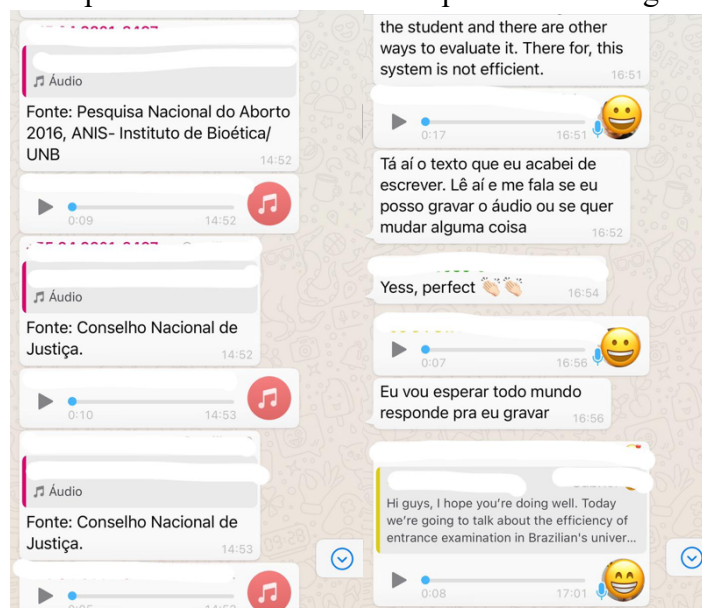 Áudio
Fonte: Pesquisa Nacional do Aborto
2016, ANIS- Instituto de Bioética/
UNB
14:52
0:09
14:52
Áudio
Fonte: Conselho Nacional de
Justiça.
14:52
0:10
14:53
Áudio
Fonte: Conselho Nacional de
Justiça.
14:53
the student and there are other
ways to evaluate it. There for, this
system is not efficient.
16:51
0:17
16:51
Tá aí o texto que eu acabei de
escrever. Lê aí e me fala se eu
posso gravar o áudio ou se quer
mudar alguma coisa
16:52
Yess, perfect 👏🏻👏🏻
16:54
0:07
16:56
Eu vou esperar todo mundo
responde pra eu gravar
16:56
Hi guys, I hope you're doing well. Today
we're going to talk about the efficiency of
entrance examination in Brazilian's univer...
0:08
17:01